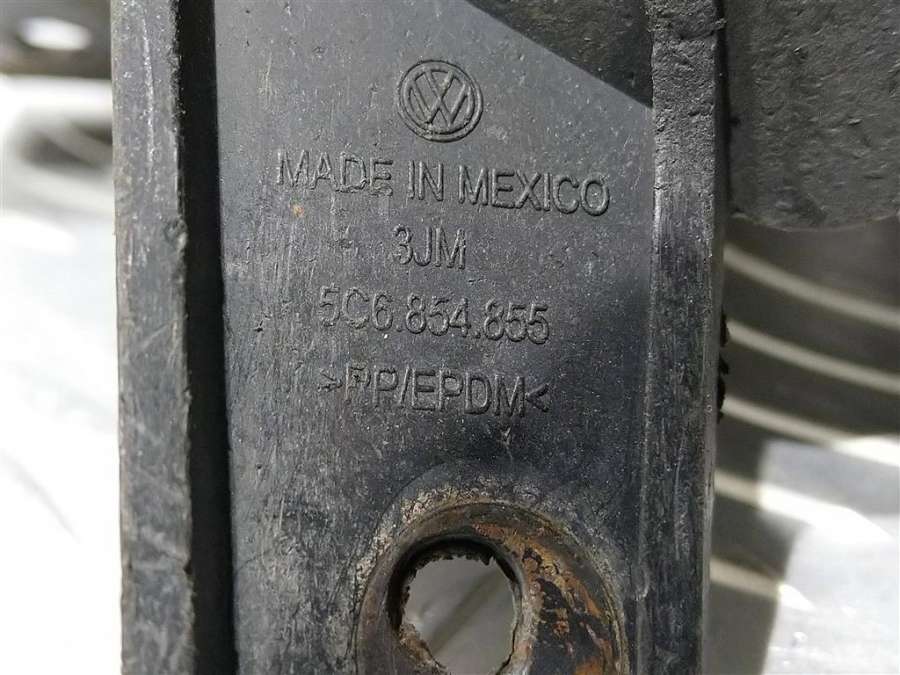 VW
MADE IN MEXICO
3JM
5C6.854.855
>PP/EPDM<